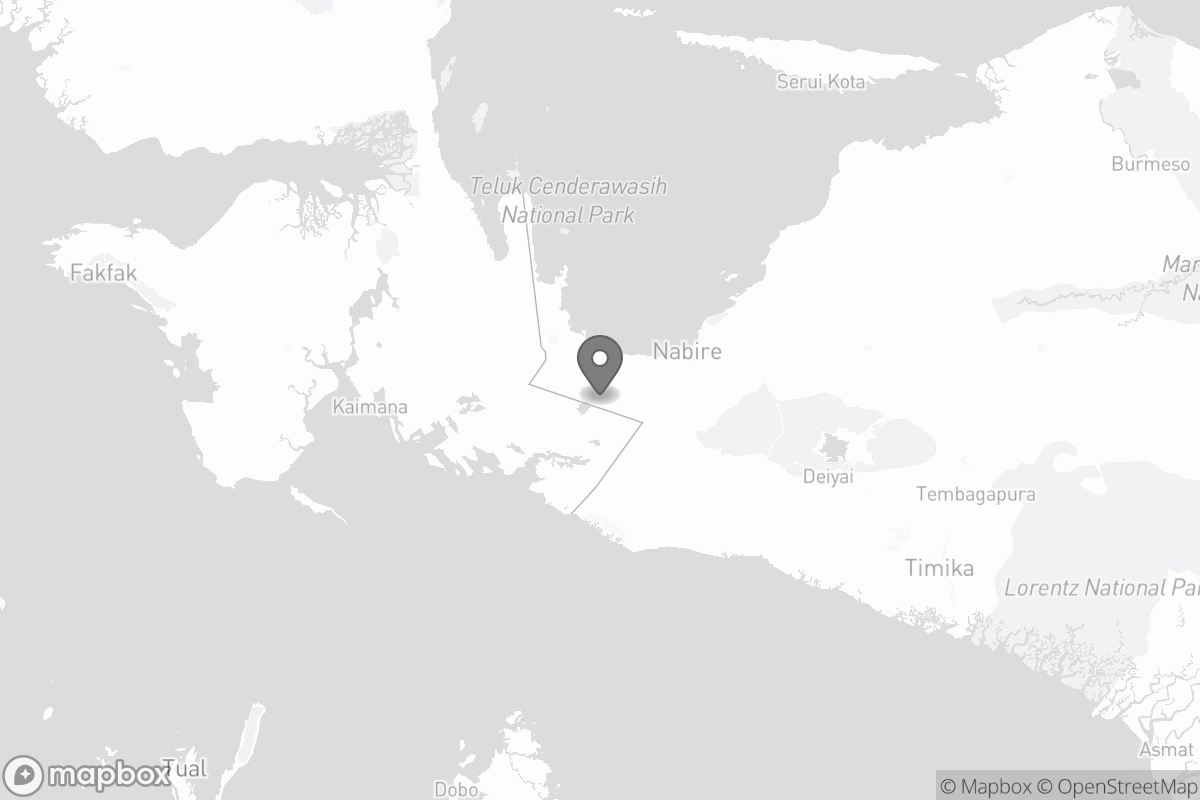 Serui Kota
Burmeso
Teluk Cenderawasih
National Park
Fakfak
Mar
Na
Nabire
Kaimana
Deiyai
Tembagapura
Timika
Lorentz National Par
Asmat
Tual
Dobo
mapbox
© Mapbox © OpenStreetMap